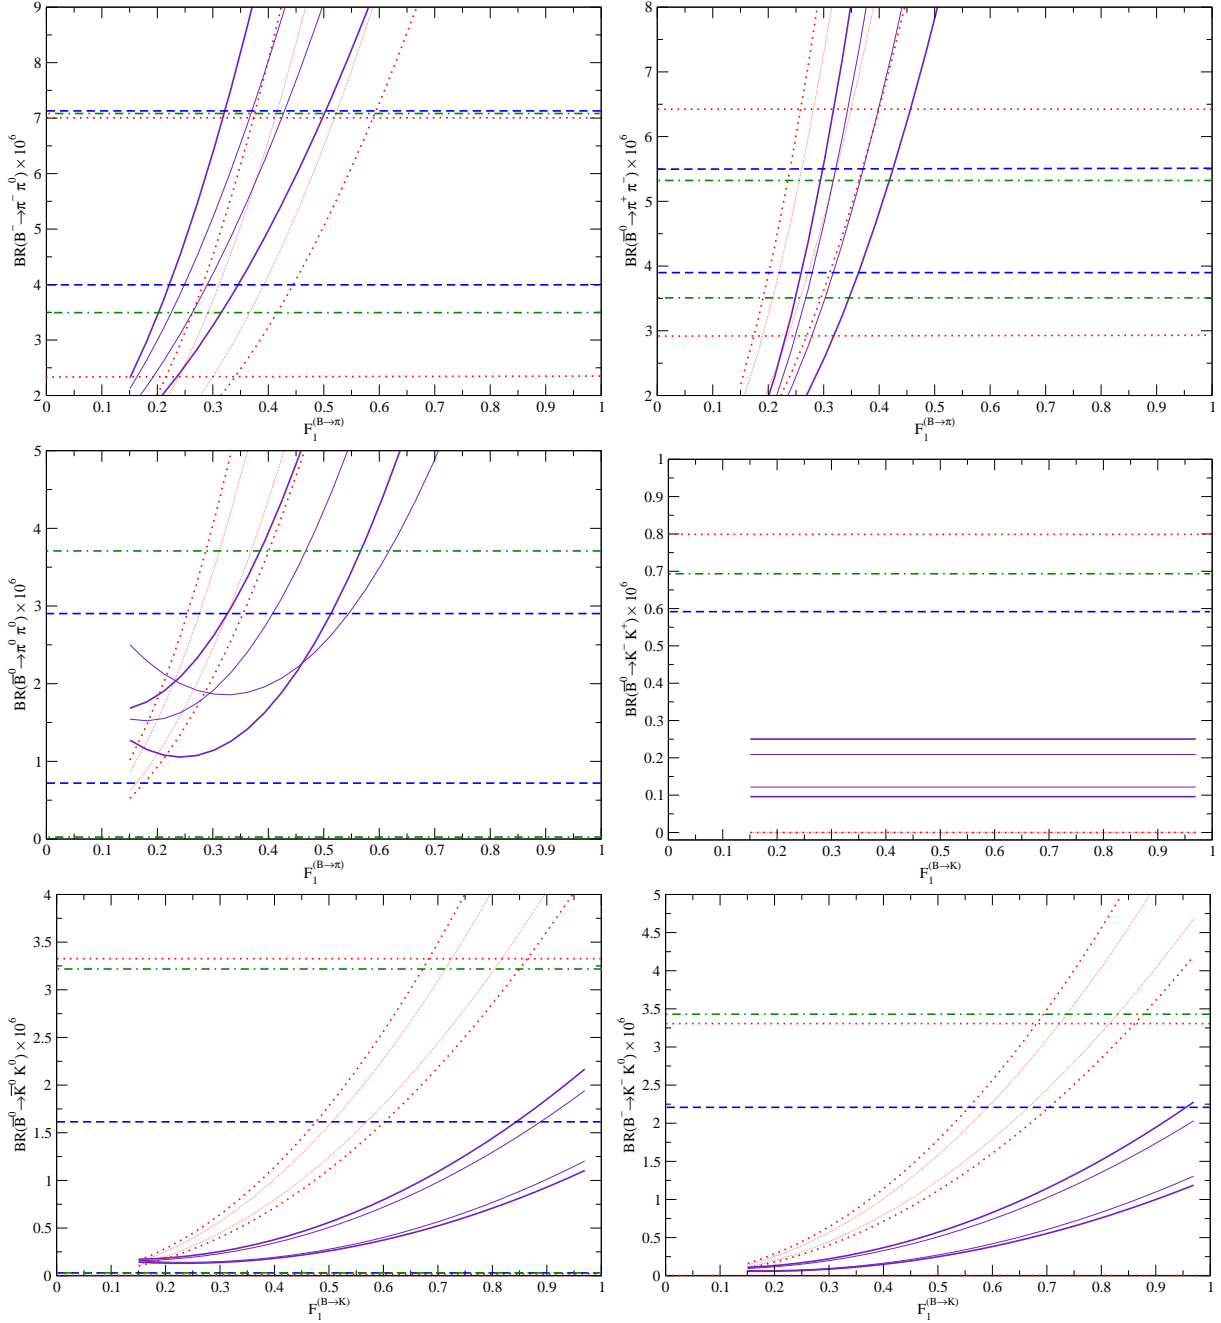 9
8
7
6
5
4
3
2
0 0.1 0.2 0.3 0.4 0.5 0.6 0.7 0.8 0.9 1
BR(B⁻→π⁻ π⁰) × 10⁶
F₁^(B→π)
8
7
6
5
4
3
2
0.1 0.2 0.3 0.4 0.5 0.6 0.7 0.8 0.9 1
BR(B̅⁰→π⁺ π⁻) × 10⁶
F₁^(B→π)
5
4
3
2
1
0
0 0.1 0.2 0.3 0.4 0.5 0.6 0.7 0.8 0.9 1
BR(B̅⁰→π⁰ π⁰) × 10⁶
F₁^(B→π)
1
0.9
0.8
0.7
0.6
0.5
0.4
0.3
0.2
0.1
0
0 0.1 0.2 0.3 0.4 0.5 0.6 0.7 0.8 0.9 1
BR(B̅⁰→K⁻ K⁺) × 10⁶
F₁^(B→K)
4
3.5
3
2.5
2
1.5
1
0.5
0
0 0.1 0.2 0.3 0.4 0.5 0.6 0.7 0.8 0.9 1
BR(B̅⁰→K̅⁰ K⁰) × 10⁶
F₁^(B→K)
5
4.5
4
3.5
3
2.5
2
1.5
1
0.5
0
0 0.1 0.2 0.3 0.4 0.5 0.6 0.7 0.8 0.9 1
BR(B⁻→K⁻ K⁰) × 10⁶
F₁^(B→K)